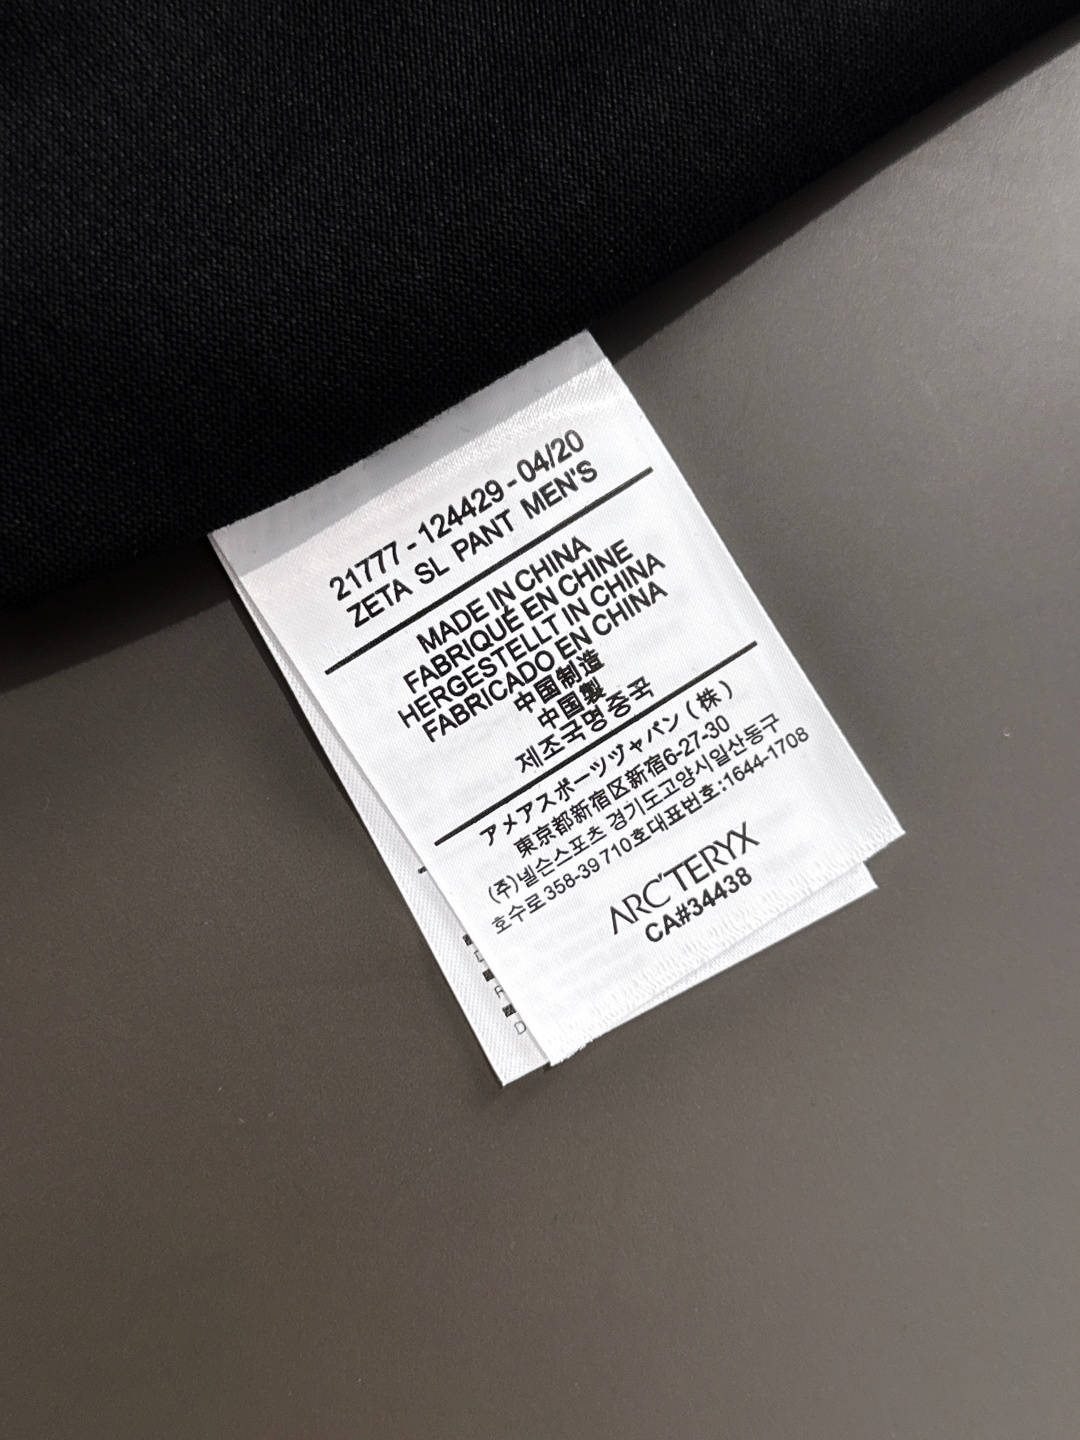 21777 - 124429 - 04/20
ZETA SL PANT MEN'S
MADE IN CHINA
FABRIQUÉ EN CHINE
HERGESTELLT IN CHINA
FABRICADO EN CHINA
中国制造
中国製
제조국명 중국
アメアスポーツヅャパン（株）
東京都新宿区新宿6-27-30
(주)넬슨스포츠 경기도고양시일산동구
호수로358-39 710호대표번호:1644-1708
ARC'TERYX
CA#34438
D